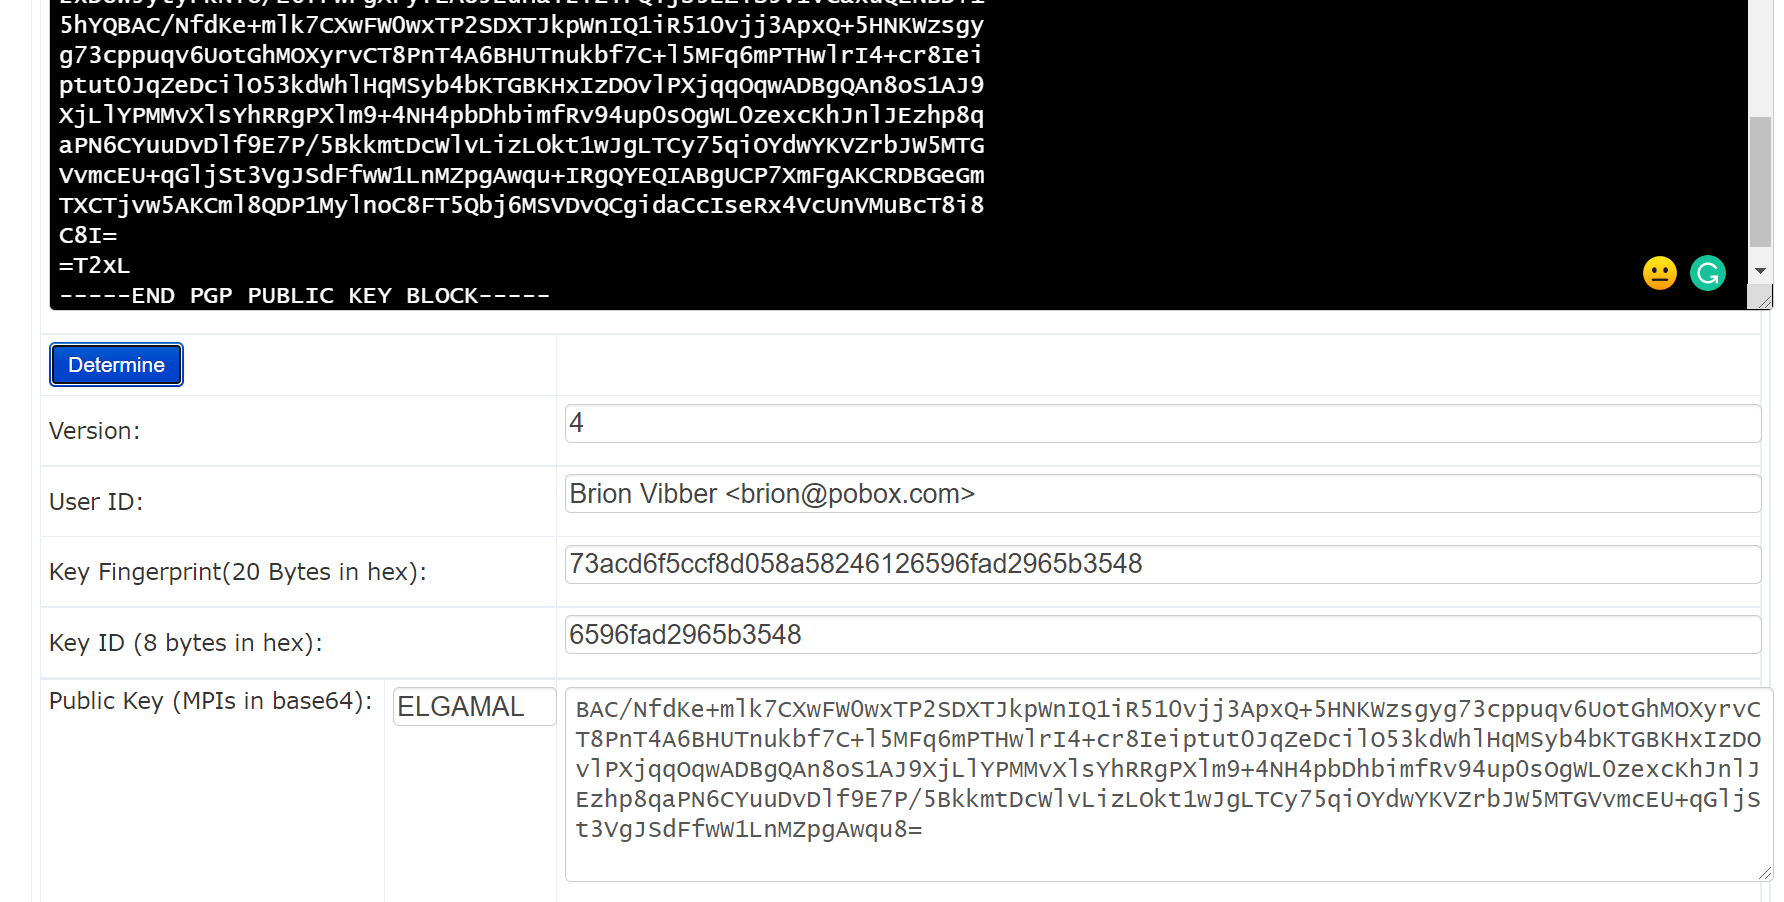 5hYQBAC/NfdKe+mlk7CXwFW0wxTP2SDXTJkpWnIQ1iR510vjj3ApxQ+5HNKWzsgy
g73cppuqv6UotGhMOXyrvCT8PnT4A6BHUTnukbf7C+l5MFq6mPTHwlrI4+cr8Iei
ptut0JqZeDcilO53kdWhlHqMSyb4bKTGBKHxIzDOvlPXjqqOqwADBgQAn8oS1AJ9
XjLlYPMMvXlsYhRRgPXlm9+4NH4pbDhbimfRv94up0sOgWL0zexcKhJnlJEzhp8q
aPN6CYuuDvDlf9E7P/5BkkmtDcWlvLizLOkt1wJgLTCy75qiOYdwYKVZrbJW5MTG
VvmcEU+qGljSt3VgJSdFfwW1LnMZpgAwqu+IRgQYEQIABgUCP7XmFgAKCRDBGeGm
TXCTjvw5AKCml8QDP1MylnoC8FT5Qbj6MSVDvQCgidaCcIseRx4VcUnVMuBcT8i8
C8I=
=T2xL
-----END PGP PUBLIC KEY BLOCK-----
Determine
Version:
4
User ID:
Brion Vibber <brion@pobox.com>
Key Fingerprint(20 Bytes in hex):
73acd6f5ccf8d058a58246126596fad2965b3548
Key ID (8 bytes in hex):
6596fad2965b3548
Public Key (MPIs in base64):
ELGAMAL
BAC/NfdKe+mlk7CXwFW0wxTP2SDXTJkpWnIQ1iR510vjj3ApxQ+5HNKWzsgyg73cppuqv6UotGhMOXyrvC
T8PnT4A6BHUTnukbf7C+l5MFq6mPTHwlrI4+cr8Ieiptut0JqZeDcilO53kdWhlHqMSyb4bKTGBKHxIzDO
vlPXjqqOqwADBgQAn8oS1AJ9XjLlYPMMvXlsYhRRgPXlm9+4NH4pbDhbimfRv94up0sOgWL0zexcKhJnlJ
Ezhp8qaPN6CYuuDvDlf9E7P/5BkkmtDcWlvLizLOkt1wJgLTCy75qiOYdwYKVZrbJW5MTGVvmcEU+qGljS
t3VgJSdFfwW1LnMZpgAwqu8=